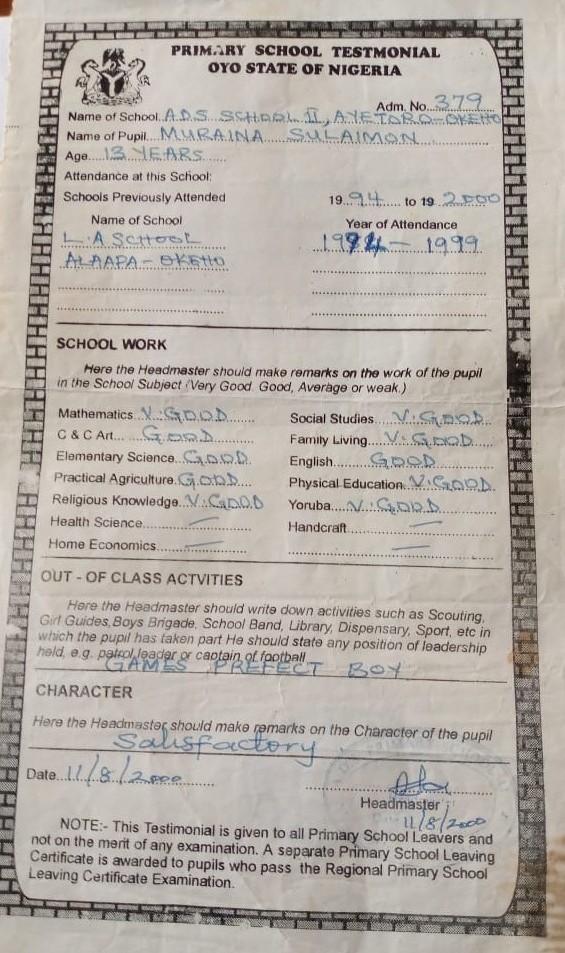 PRIMARY SCHOOL TESTMONIAL
OYO STATE OF NIGERIA
Adm. No...379
Name of School. A.D.S. SCHOOL II, AYETORO-OKEHO
Name of Pupil... MURAINA SULAIMON
Age.... 13 YEARS
Attendance at this School:
Schools Previously Attended 19..94.... to 19 2000
Name of School Year of Attendance
L.A SCHOOL 1994 - 1999
ALAAPA - OKEHO
SCHOOL WORK
Here the Headmaster should make remarks on the work of the pupil
in the School Subject (Very Good. Good, Average or weak.)
Mathematics.. V. GOOD Social Studies... V. GOOD
C & C Art... GOOD Family Living.... V. GOOD
Elementary Science.. GOOD English........ GOOD
Practical Agriculture. GOOD Physical Education. V. GOOD
Religious Knowledge.. V. GOOD Yoruba.... V. GOOD
Health Science..... — Handcraft..... —
Home Economics..... — —
OUT - OF CLASS ACTVITIES
Here the Headmaster should write down activities such as Scouting,
Girl Guides, Boys Brigade, School Band, Library, Dispensary, Sport, etc in
which the pupil has taken part He should state any position of leadership
held, e.g. patrol leader or captain of football
GAMES PREFECT BOY
CHARACTER
Here the Headmaster should make remarks on the Character of the pupil
Satisfactory
Date... 11/8/2000
Headmaster
11/8/2000
NOTE:- This Testimonial is given to all Primary School Leavers and
not on the merit of any examination. A separate Primary School Leaving
Certificate is awarded to pupils who pass the Regional Primary School
Leaving Certificate Examination.